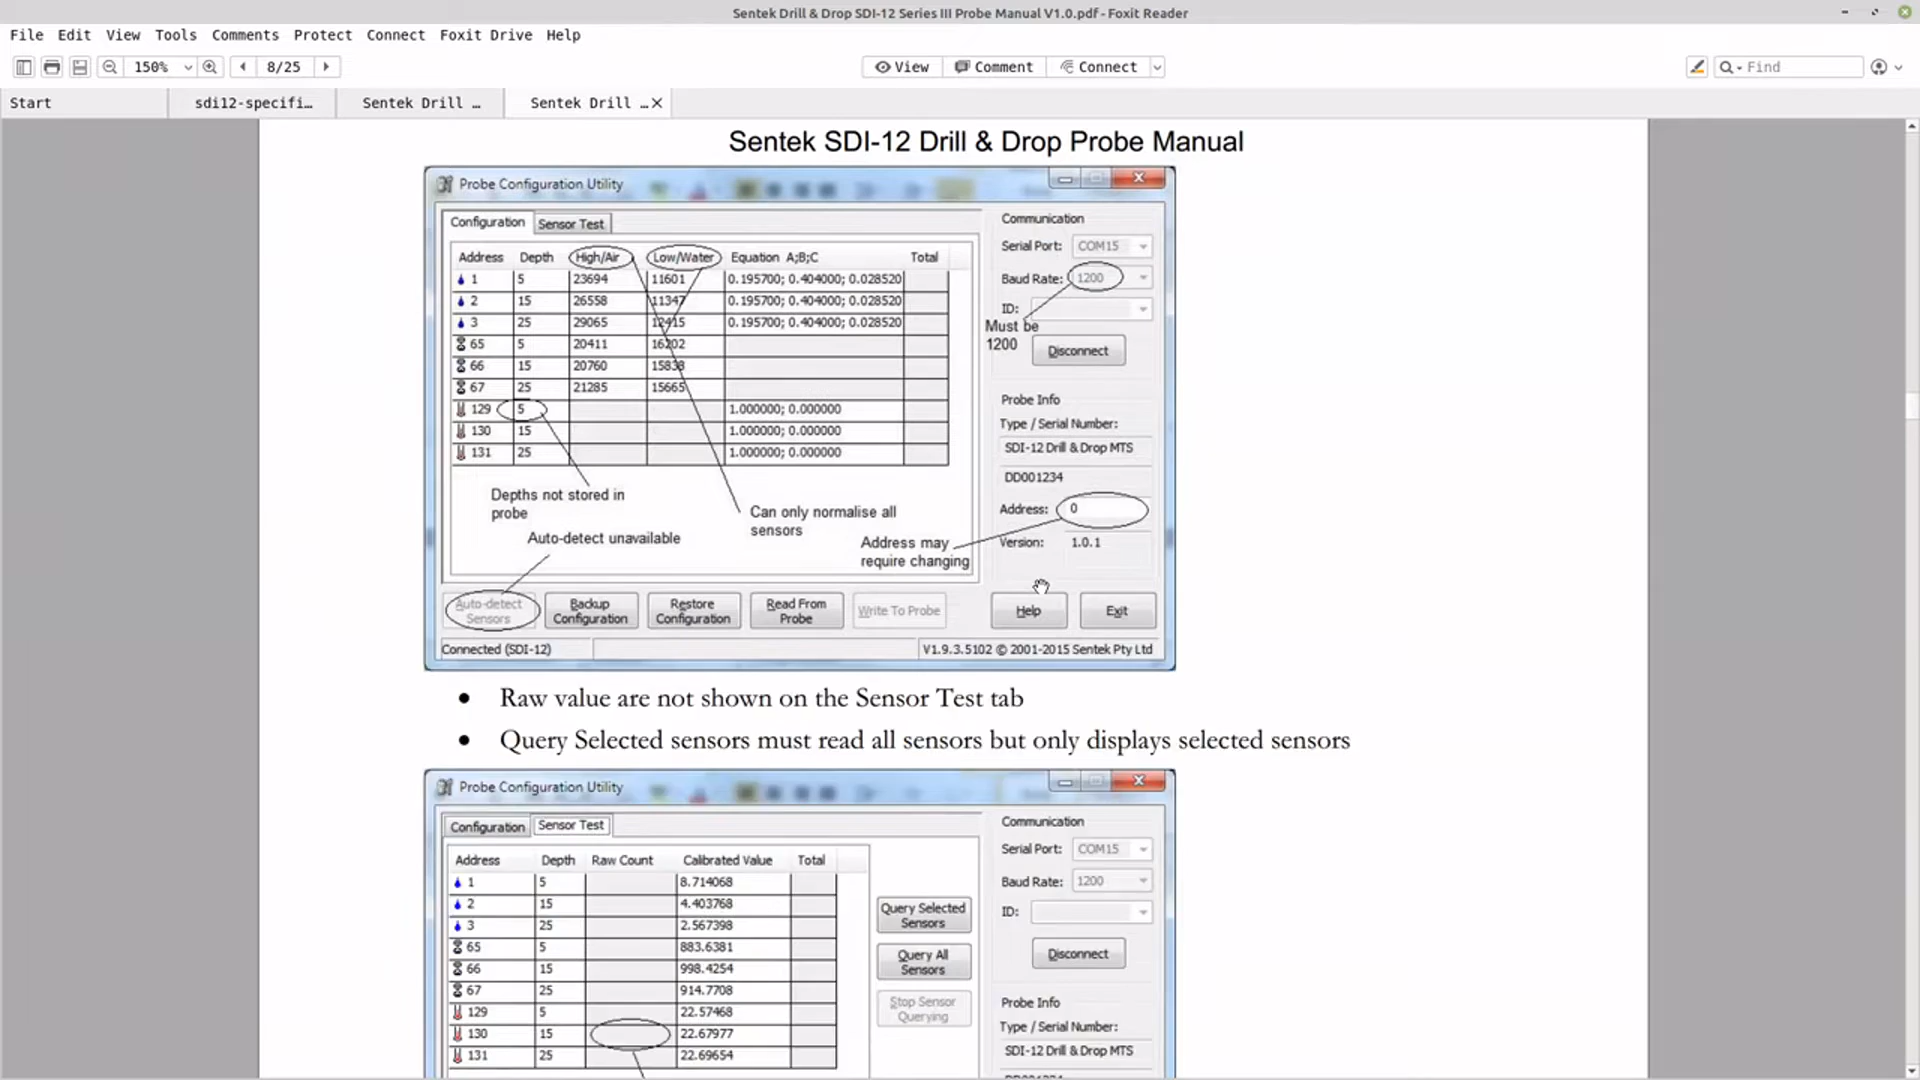 Sentek Drill & Drop SDI-12 Series III Probe Manual V1.0.pdf - Foxit Reader
File Edit View Tools Comments Protect Connect Foxit Drive Help
150% 8/25 View Comment Connect Find
Start sdi12-specifi… Sentek Drill … Sentek Drill …
Sentek SDI-12 Drill & Drop Probe Manual
Probe Configuration Utility
Configuration Sensor Test
Address Depth High/Air Low/Water Equation A;B;C Total
1 5 23694 11601 0.195700; 0.404000; 0.028520
2 15 26558 11347 0.195700; 0.404000; 0.028520
3 25 29065 12415 0.195700; 0.404000; 0.028520
65 5 20411 16202
66 15 20760 15838
67 25 21285 15665
129 5 1.000000; 0.000000
130 15 1.000000; 0.000000
131 25 1.000000; 0.000000
Depths not stored in
probe
Auto-detect unavailable
Can only normalise all
sensors
Address may
require changing
Communication
Serial Port: COM15
Baud Rate: 1200
ID:
Must be
1200
Disconnect
Probe Info
Type / Serial Number:
SDI-12 Drill & Drop MTS
DD001234
Address: 0
Version: 1.0.1
Auto-detect
Sensors
Backup
Configuration
Restore
Configuration
Read From
Probe
Write To Probe
Help
Exit
Connected (SDI-12)
V1.9.3.5102 © 2001-2015 Sentek Pty Ltd
• Raw value are not shown on the Sensor Test tab
• Query Selected sensors must read all sensors but only displays selected sensors
Probe Configuration Utility
Configuration Sensor Test
Address Depth Raw Count Calibrated Value Total
1 5 8.714068
2 15 4.403768
3 25 2.567398
65 5 883.6381
66 15 998.4254
67 25 914.7708
129 5 22.57468
130 15 22.67977
131 25 22.69654
Query Selected
Sensors
Query All
Sensors
Stop Sensor
Querying
Communication
Serial Port: COM15
Baud Rate: 1200
ID:
Disconnect
Probe Info
Type / Serial Number:
SDI-12 Drill & Drop MTS